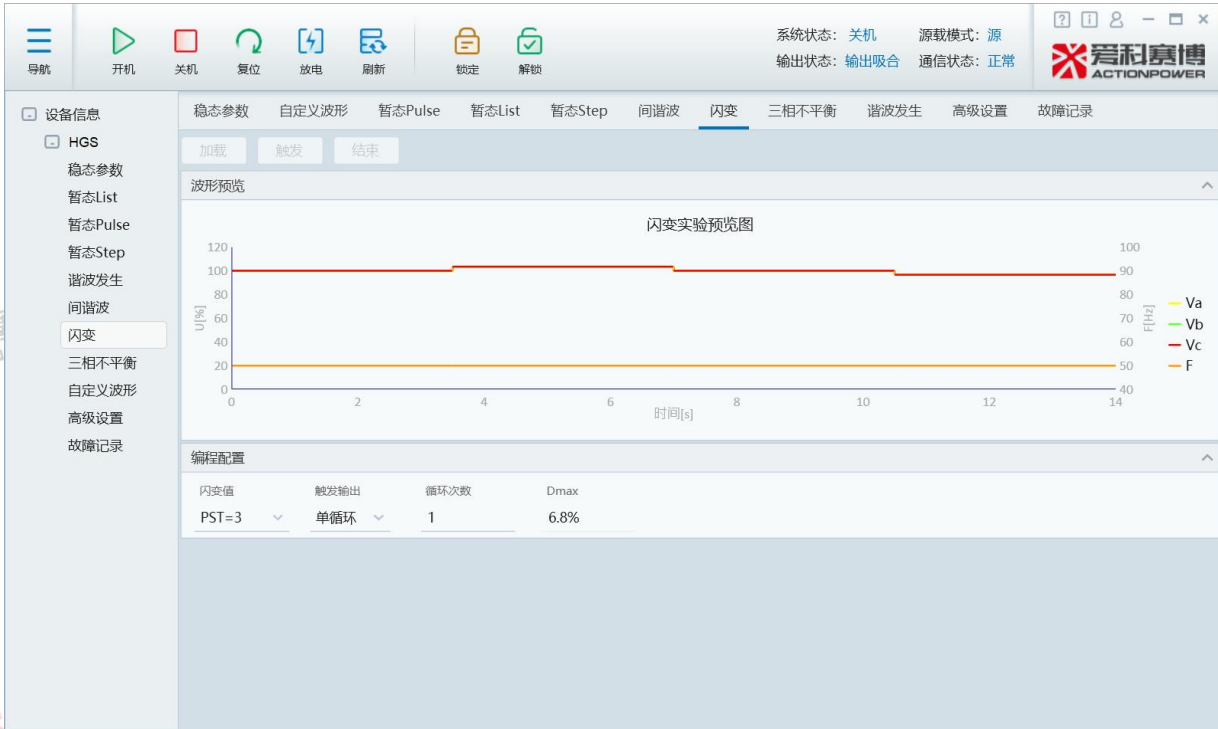 系统状态: 关机 源载模式: 源
导航 开机 关机 复位 放电 刷新 锁定 解锁
输出状态: 输出吸合 通信状态: 正常
爱科赛博
ACTIONPOWER
设备信息
HGS
稳态参数
暂态List
暂态Pulse
暂态Step
谐波发生
间谐波
闪变
三相不平衡
自定义波形
高级设置
故障记录
稳态参数 自定义波形 暂态Pulse 暂态List 暂态Step 间谐波 闪变 三相不平衡 谐波发生 高级设置 故障记录
加载 触发 结束
波形预览
闪变实验预览图
120 100
100 90
80 80
60 70
40 60
20 50
0 40
U[%]
F[Hz]
0 2 4 6 8 10 12 14
时间[s]
Va
Vb
Vc
F
编程配置
闪变值 触发输出 循环次数 Dmax
PST=3 单循环 1 6.8%